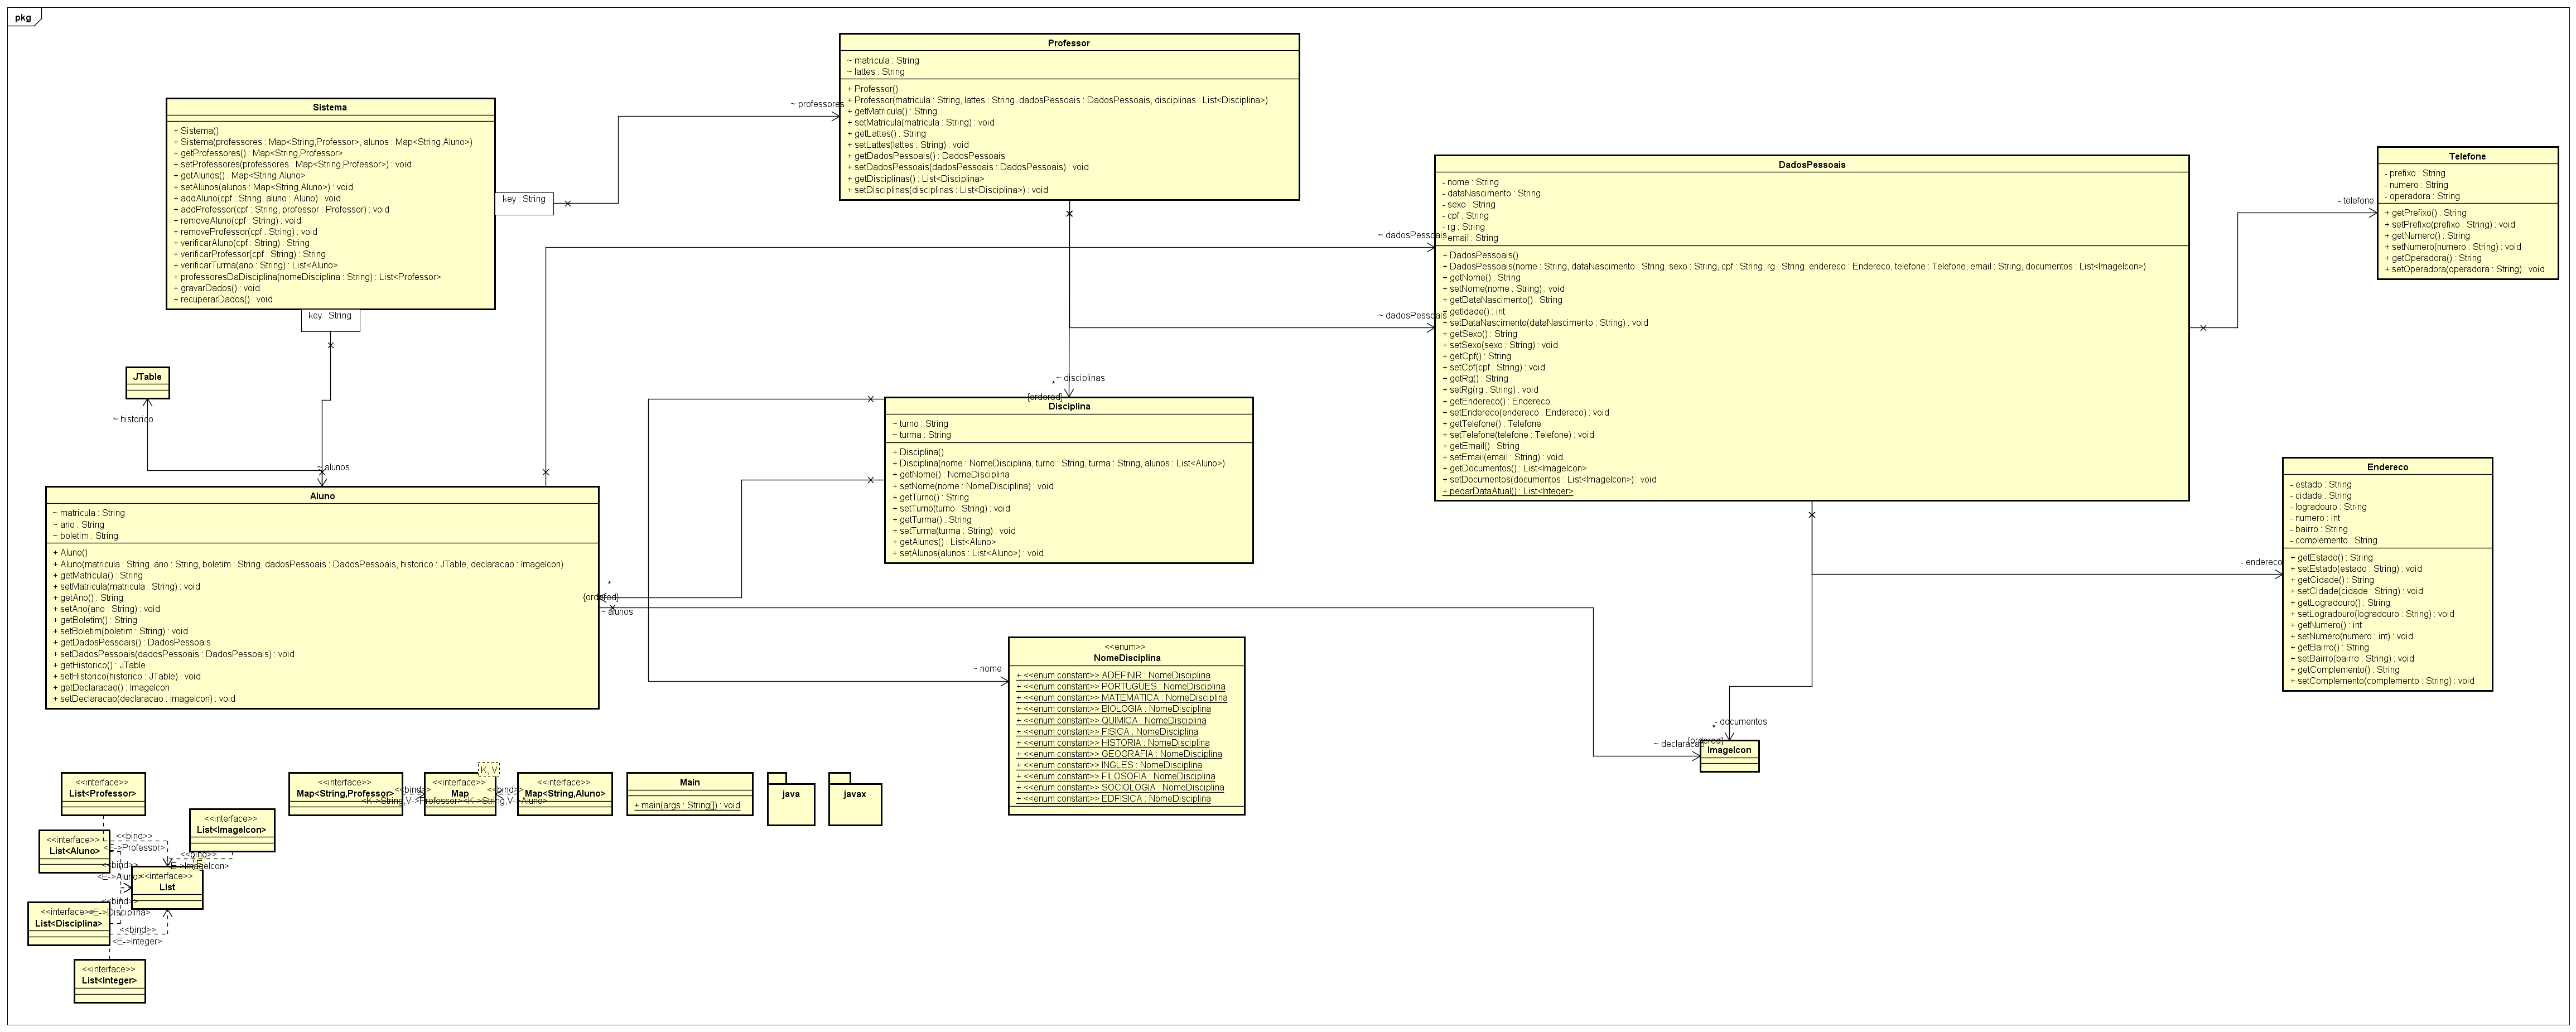 pkg
Professor
~ matricula : String
~ lattes : String
+ Professor()
+ Professor(matricula : String, lattes : String, dadosPessoais : DadosPessoais, disciplinas : List<Disciplina>)
+ getMatricula() : String
+ setMatricula(matricula : String) : void
+ getLattes() : String
+ setLattes(lattes : String) : void
+ getDadosPessoais() : DadosPessoais
+ setDadosPessoais(dadosPessoais : DadosPessoais) : void
+ getDisciplinas() : List<Disciplina>
+ setDisciplinas(disciplinas : List<Disciplina>) : void
~ professores
Sistema
+ Sistema()
+ Sistema(professores : Map<String,Professor>, alunos : Map<String,Aluno>)
+ getProfessores() : Map<String,Professor>
+ setProfessores(professores : Map<String,Professor>) : void
+ getAlunos() : Map<String,Aluno>
+ setAlunos(alunos : Map<String,Aluno>) : void
+ addAluno(cpf : String, aluno : Aluno) : void
+ addProfessor(cpf : String, professor : Professor) : void
+ removeAluno(cpf : String) : void
+ removeProfessor(cpf : String) : void
+ verificarAluno(cpf : String) : String
+ verificarProfessor(cpf : String) : String
+ verificarTurma(ano : String) : List<Aluno>
+ professoresDaDisciplina(nomeDisciplina : String) : List<Professor>
+ gravarDados() : void
+ recuperarDados() : void
key : String
key : String
DadosPessoais
- nome : String
- dataNascimento : String
- sexo : String
- cpf : String
- rg : String
- email : String
+ DadosPessoais()
+ DadosPessoais(nome : String, dataNascimento : String, sexo : String, cpf : String, rg : String, endereco : Endereco, telefone : Telefone, email : String, documentos : List<ImageIcon>)
+ getNome() : String
+ setNome(nome : String) : void
+ getDataNascimento() : String
+ getIdade() : int
+ setDataNascimento(dataNascimento : String) : void
+ getSexo() : String
+ setSexo(sexo : String) : void
+ getCpf() : String
+ setCpf(cpf : String) : void
+ getRg() : String
+ setRg(rg : String) : void
+ getEndereco() : Endereco
+ setEndereco(endereco : Endereco) : void
+ getTelefone() : Telefone
+ setTelefone(telefone : Telefone) : void
+ getEmail() : String
+ setEmail(email : String) : void
+ getDocumentos() : List<ImageIcon>
+ setDocumentos(documentos : List<ImageIcon>) : void
+ pegarDataAtual() : List<Integer>
~ dadosPessoais
~ dadosPessoais
Telefone
- prefixo : String
- numero : String
- operadora : String
+ getPrefixo() : String
+ setPrefixo(prefixo : String) : void
+ getNumero() : String
+ setNumero(numero : String) : void
+ getOperadora() : String
+ setOperadora(operadora : String) : void
- telefone
JTable
~ historico
~ alunos
~ disciplinas
*
{ordered}
Disciplina
~ turno : String
~ turma : String
+ Disciplina()
+ Disciplina(nome : NomeDisciplina, turno : String, turma : String, alunos : List<Aluno>)
+ getNome() : NomeDisciplina
+ setNome(nome : NomeDisciplina) : void
+ getTurno() : String
+ setTurno(turno : String) : void
+ getTurma() : String
+ setTurma(turma : String) : void
+ getAlunos() : List<Aluno>
+ setAlunos(alunos : List<Aluno>) : void
Aluno
~ matricula : String
~ ano : String
~ boletim : String
+ Aluno()
+ Aluno(matricula : String, ano : String, boletim : String, dadosPessoais : DadosPessoais, historico : JTable, declaracao : ImageIcon)
+ getMatricula() : String
+ setMatricula(matricula : String) : void
+ getAno() : String
+ setAno(ano : String) : void
+ getBoletim() : String
+ setBoletim(boletim : String) : void
+ getDadosPessoais() : DadosPessoais
+ setDadosPessoais(dadosPessoais : DadosPessoais) : void
+ getHistorico() : JTable
+ setHistorico(historico : JTable) : void
+ getDeclaracao() : ImageIcon
+ setDeclaracao(declaracao : ImageIcon) : void
*
{ordered}
~ alunos
Endereco
- estado : String
- cidade : String
- logradouro : String
- numero : int
- bairro : String
- complemento : String
+ getEstado() : String
+ setEstado(estado : String) : void
+ getCidade() : String
+ setCidade(cidade : String) : void
+ getLogradouro() : String
+ setLogradouro(logradouro : String) : void
+ getNumero() : int
+ setNumero(numero : int) : void
+ getBairro() : String
+ setBairro(bairro : String) : void
+ getComplemento() : String
+ setComplemento(complemento : String) : void
- endereco
<<enum>>
NomeDisciplina
+ <<enum constant>> ADEFINIR : NomeDisciplina
+ <<enum constant>> PORTUGUES : NomeDisciplina
+ <<enum constant>> MATEMATICA : NomeDisciplina
+ <<enum constant>> BIOLOGIA : NomeDisciplina
+ <<enum constant>> QUIMICA : NomeDisciplina
+ <<enum constant>> FISICA : NomeDisciplina
+ <<enum constant>> HISTORIA : NomeDisciplina
+ <<enum constant>> GEOGRAFIA : NomeDisciplina
+ <<enum constant>> INGLES : NomeDisciplina
+ <<enum constant>> FILOSOFIA : NomeDisciplina
+ <<enum constant>> SOCIOLOGIA : NomeDisciplina
+ <<enum constant>> EDFISICA : NomeDisciplina
~ nome
- documentos
*
{ordered}
~ declaracao
ImageIcon
<<interface>>
List<Professor>
<<interface>>
Map<String,Professor>
K, V
<<interface>>
Map
<<interface>>
Map<String,Aluno>
<<bind>>
<K->String,V->Professor>
<<bind>>
<K->String,V->Aluno>
Main
+ main(args : String[]) : void
java
javax
<<interface>>
List<ImageIcon>
<<interface>>
List<Aluno>
<<bind>>
<E->Professor>
<<bind>>
<E->ImageIcon>
<<bind>>
<E->Aluno>
<<interface>>
List
<<bind>>
<E->Disciplina>
<<interface>>
List<Disciplina>
<<bind>>
<E->Integer>
<<interface>>
List<Integer>